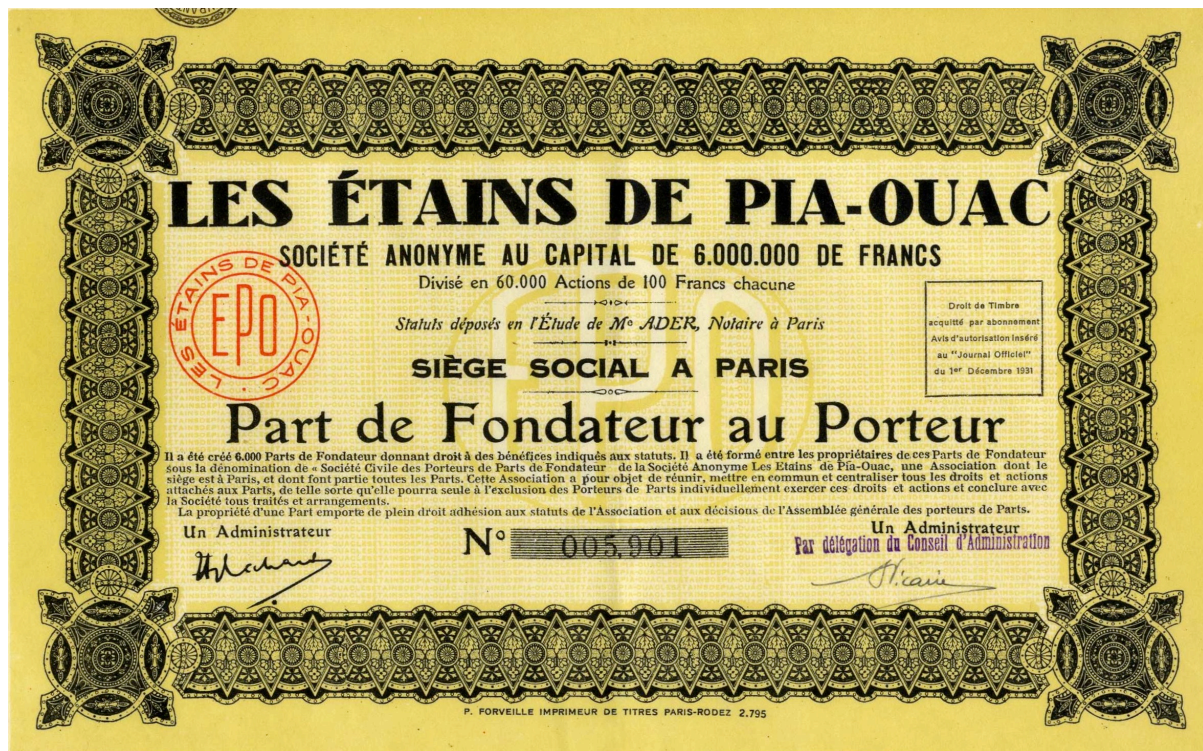 LES ÉTAINS DE PIA-OUAC
SOCIÉTÉ ANONYME AU CAPITAL DE 6.000.000 DE FRANCS
Divisé en 60.000 Actions de 100 Francs chacune
LES ÉTAINS DE PIA-OUAC
EPO
Statuts déposés en l'Étude de Me ADER, Notaire à Paris
Droit de Timbre
acquitté par abonnement
Avis d'autorisation inséré
au "Journal Officiel"
du 1er Décembre 1931
SIÈGE SOCIAL A PARIS
EPO
Part de Fondateur au Porteur
Il a été créé 6.000 Parts de Fondateur donnant droit à des bénéfices indiqués aux statuts. Il a été formé entre les propriétaires de ces Parts de Fondateur
sous la dénomination de « Société Civile des Porteurs de Parts de Fondateur de la Société Anonyme Les Etains de Pia-Ouac, une Association dont le
siège est à Paris, et dont font partie toutes les Parts. Cette Association a pour objet de réunir, mettre en commun et centraliser tous les droits et actions
attachés aux Parts, de telle sorte qu'elle pourra seule à l'exclusion des Porteurs de Parts individuellement exercer ces droits et actions et conclure avec
la Société tous traités et arrangements.
La propriété d'une Part emporte de plein droit adhésion aux statuts de l'Association et aux décisions de l'Assemblée générale des porteurs de Parts.
Un Administrateur
No 005,901
Un Administrateur
Par délégation du Conseil d'Administration
P. FORVEILLE IMPRIMEUR DE TITRES PARIS-RODEZ 2.795